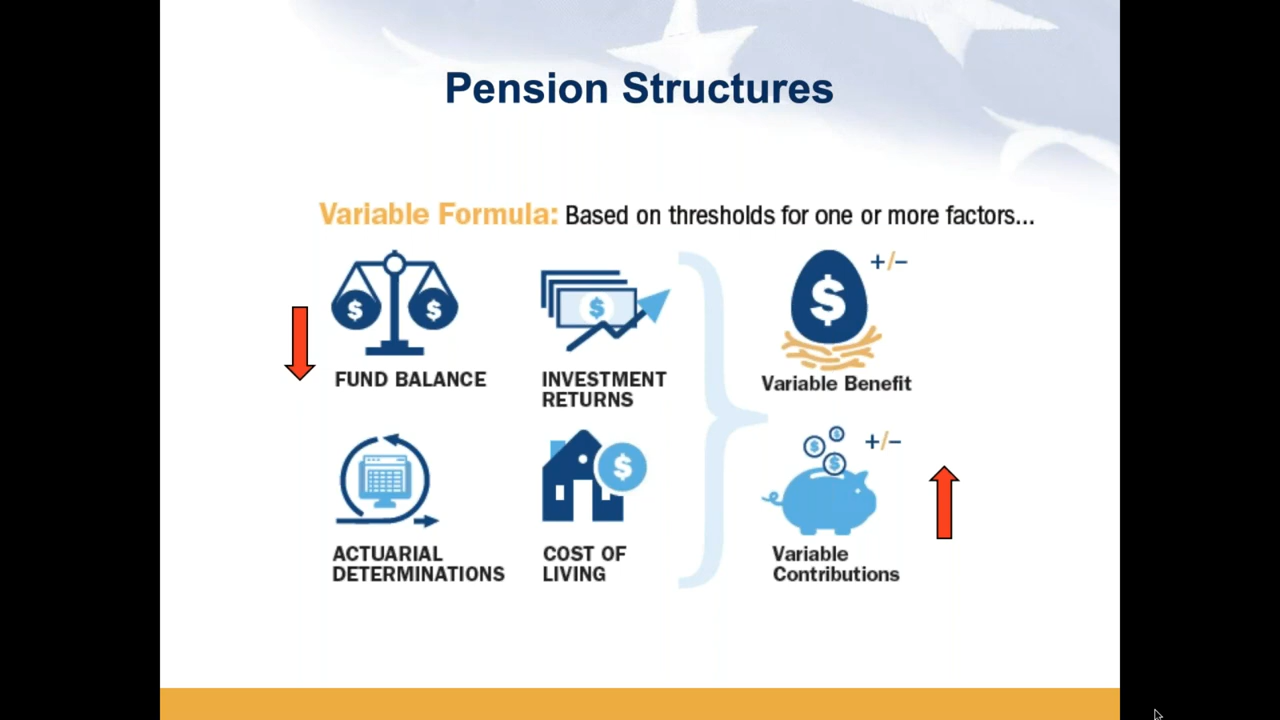 Pension Structures
Variable Formula: Based on thresholds for one or more factors...
$ $
FUND BALANCE
$
INVESTMENT
RETURNS
$
+/−
Variable Benefit
ACTUARIAL
DETERMINATIONS
$
COST OF
LIVING
$ $ $
+/−
Variable
Contributions